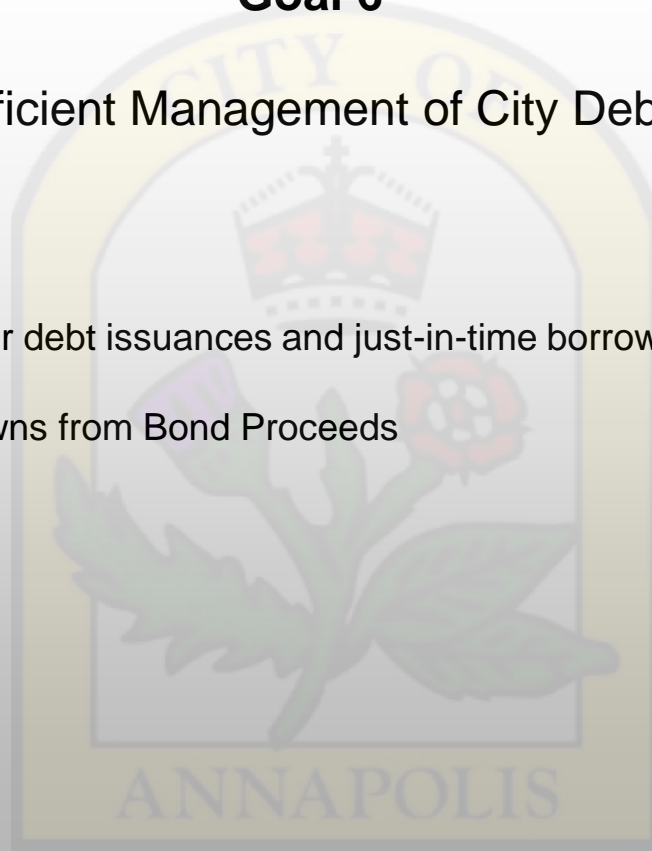 Goal 6
CITY OF
ficient Management of City Deb
r debt issuances and just-in-time borrow
wns from Bond Proceeds
ANNAPOLIS